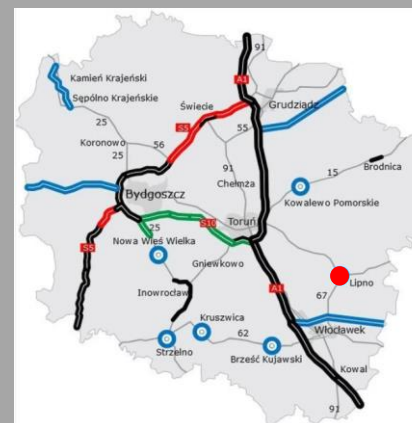 91
A1
Kamień Krajeński
Sępólno Krajeńskie
Świecie
Grudziądz
25
S5
55
Koronowo
56
25
91
15
Brodnica
Chełmża
Bydgoszcz
Kowalewo Pomorskie
Toruń
25
S10
Nowa Wieś Wielka
S5
Gniewkowo
A1
Lipno
Inowrocław
67
Kruszwica
62
Włocławek
Strzelno
Brześć Kujawski
Kowal
91